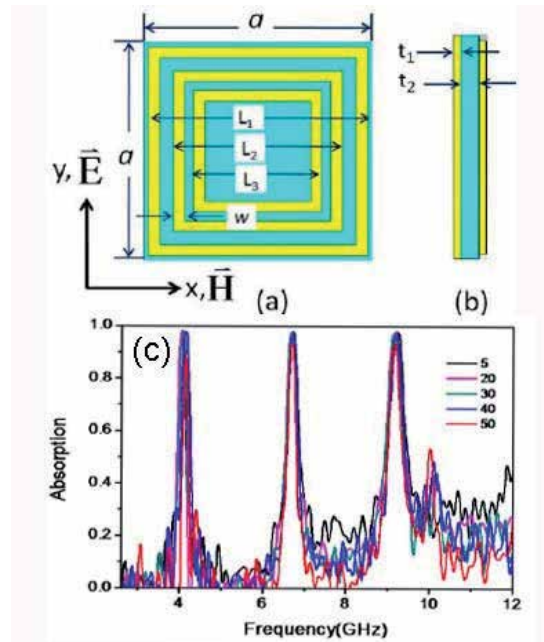 a
a
L₁
L₂
L₃
w
y, E⃗
x, H⃗
(a)
t₁
t₂
(b)
(c)
1.0
0.8
0.6
0.4
0.2
0.0
Absorption
5
20
30
40
50
4 6 8 10 12
Frequency(GHz)